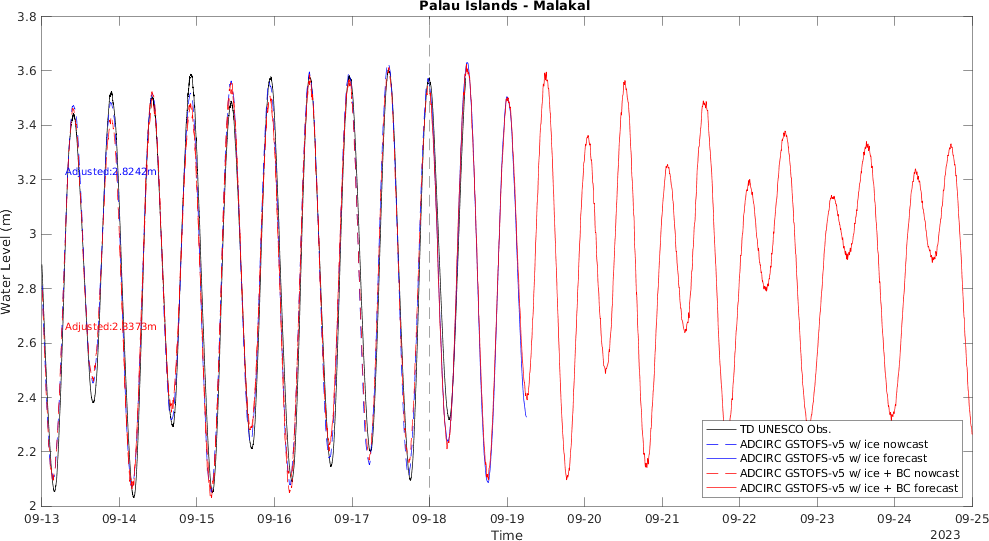 Palau Islands - Malakal
3.8
3.6
3.4
3.2
3
2.8
2.6
2.4
2.2
2
Water Level (m)
Adjusted:2.8242m
Adjusted:2.8373m
TD UNESCO Obs.
ADCIRC GSTOFS-v5 w/ ice nowcast
ADCIRC GSTOFS-v5 w/ ice forecast
ADCIRC GSTOFS-v5 w/ ice + BC nowcast
ADCIRC GSTOFS-v5 w/ ice + BC forecast
09-13 09-14 09-15 09-16 09-17 09-18 09-19 09-20 09-21 09-22 09-23 09-24 09-25
Time
2023